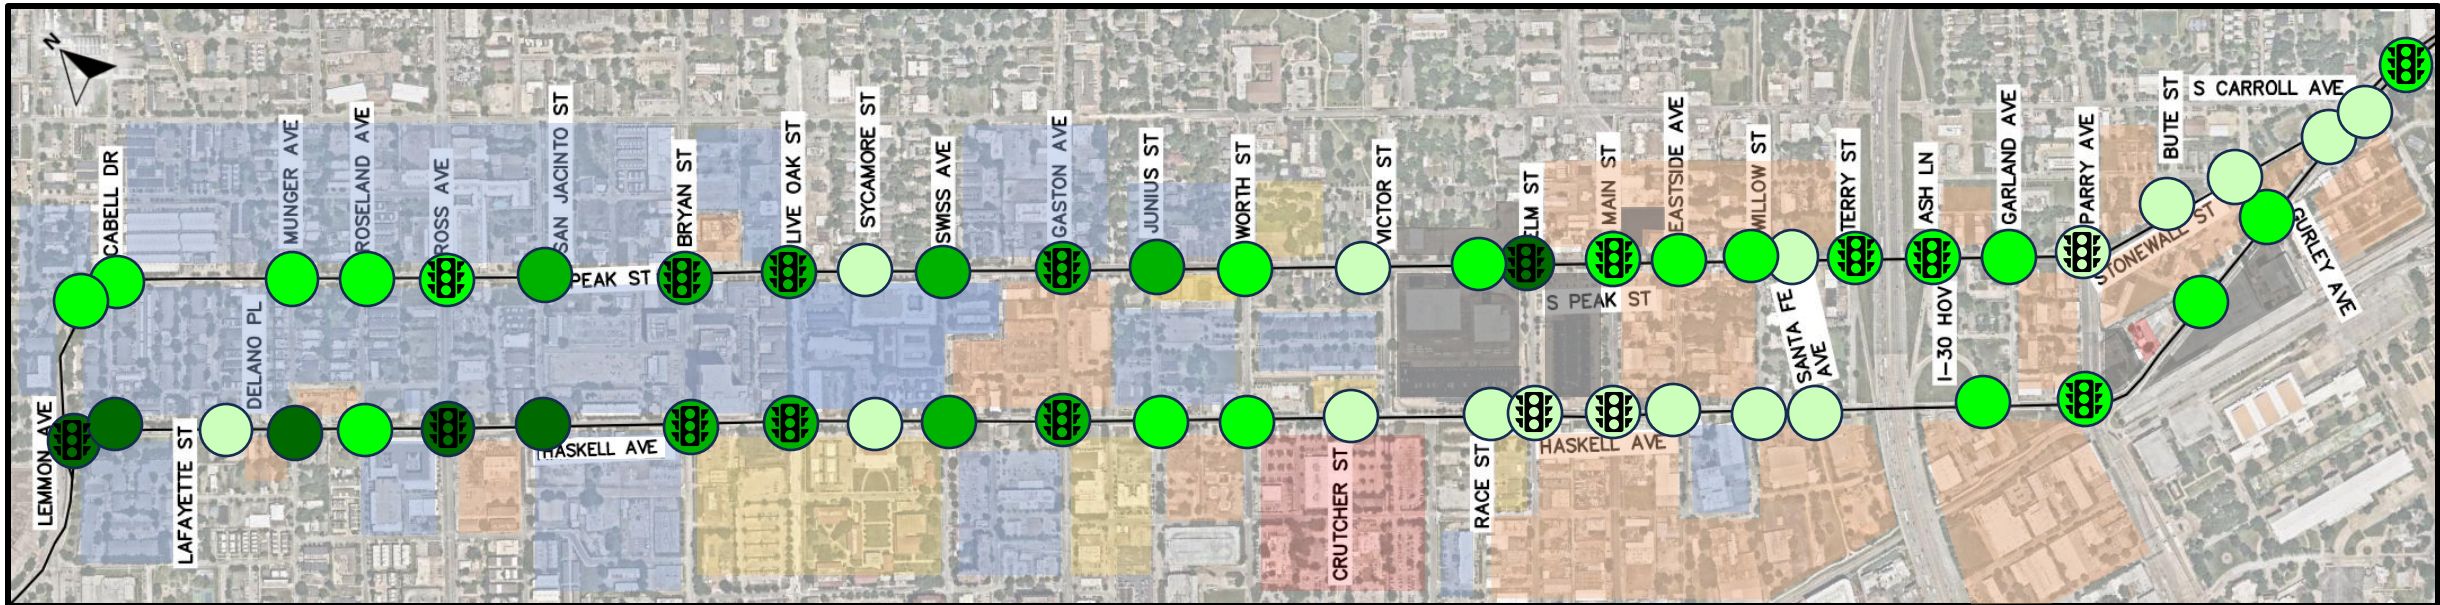 N
CABELL DR
MUNGER AVE
ROSELAND AVE
ROSS AVE
SAN JACINTO ST
BRYAN ST
LIVE OAK ST
SYCAMORE ST
SWISS AVE
GASTON AVE
JUNIUS ST
WORTH ST
VICTOR ST
ELM ST
MAIN ST
EASTSIDE AVE
WILLOW ST
TERRY ST
ASH LN
GARLAND AVE
PARRY AVE
BUTE ST
S CARROLL AVE
STONEWALL ST
GURLEY AVE
PEAK ST
S PEAK ST
DELANO PL
SANTA FE
AVE
I-30 HOV
LEMMON AVE
LAFAYETTE ST
HASKELL AVE
CRUTCHER ST
RACE ST
HASKELL AVE